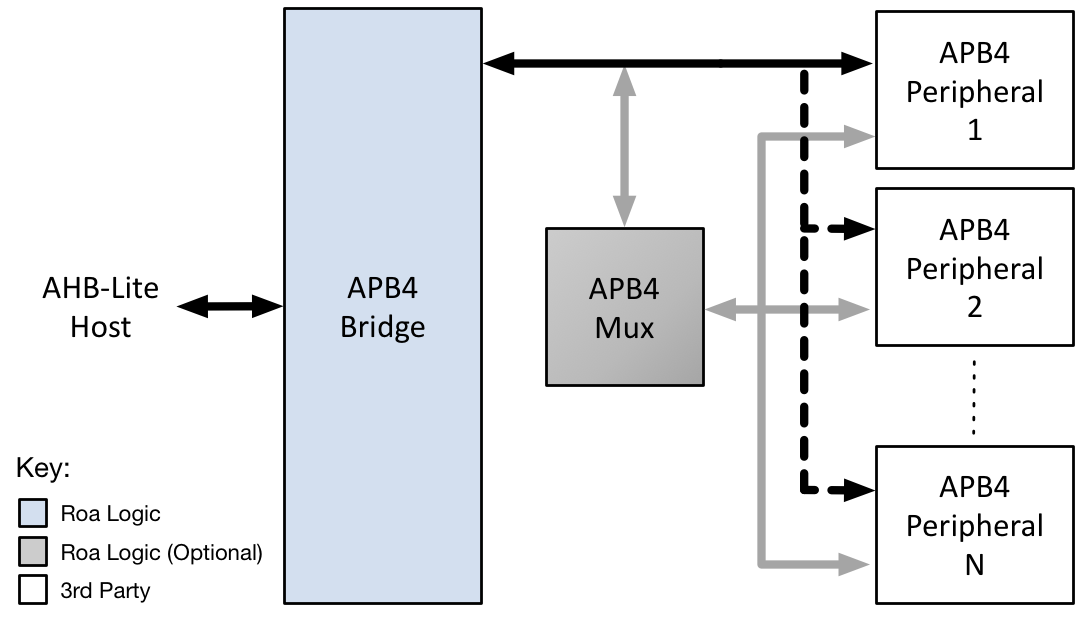 AHB-Lite
Host
APB4
Bridge
APB4
Mux
APB4
Peripheral
1
APB4
Peripheral
2
APB4
Peripheral
N
Key:
Roa Logic
Roa Logic (Optional)
3rd Party